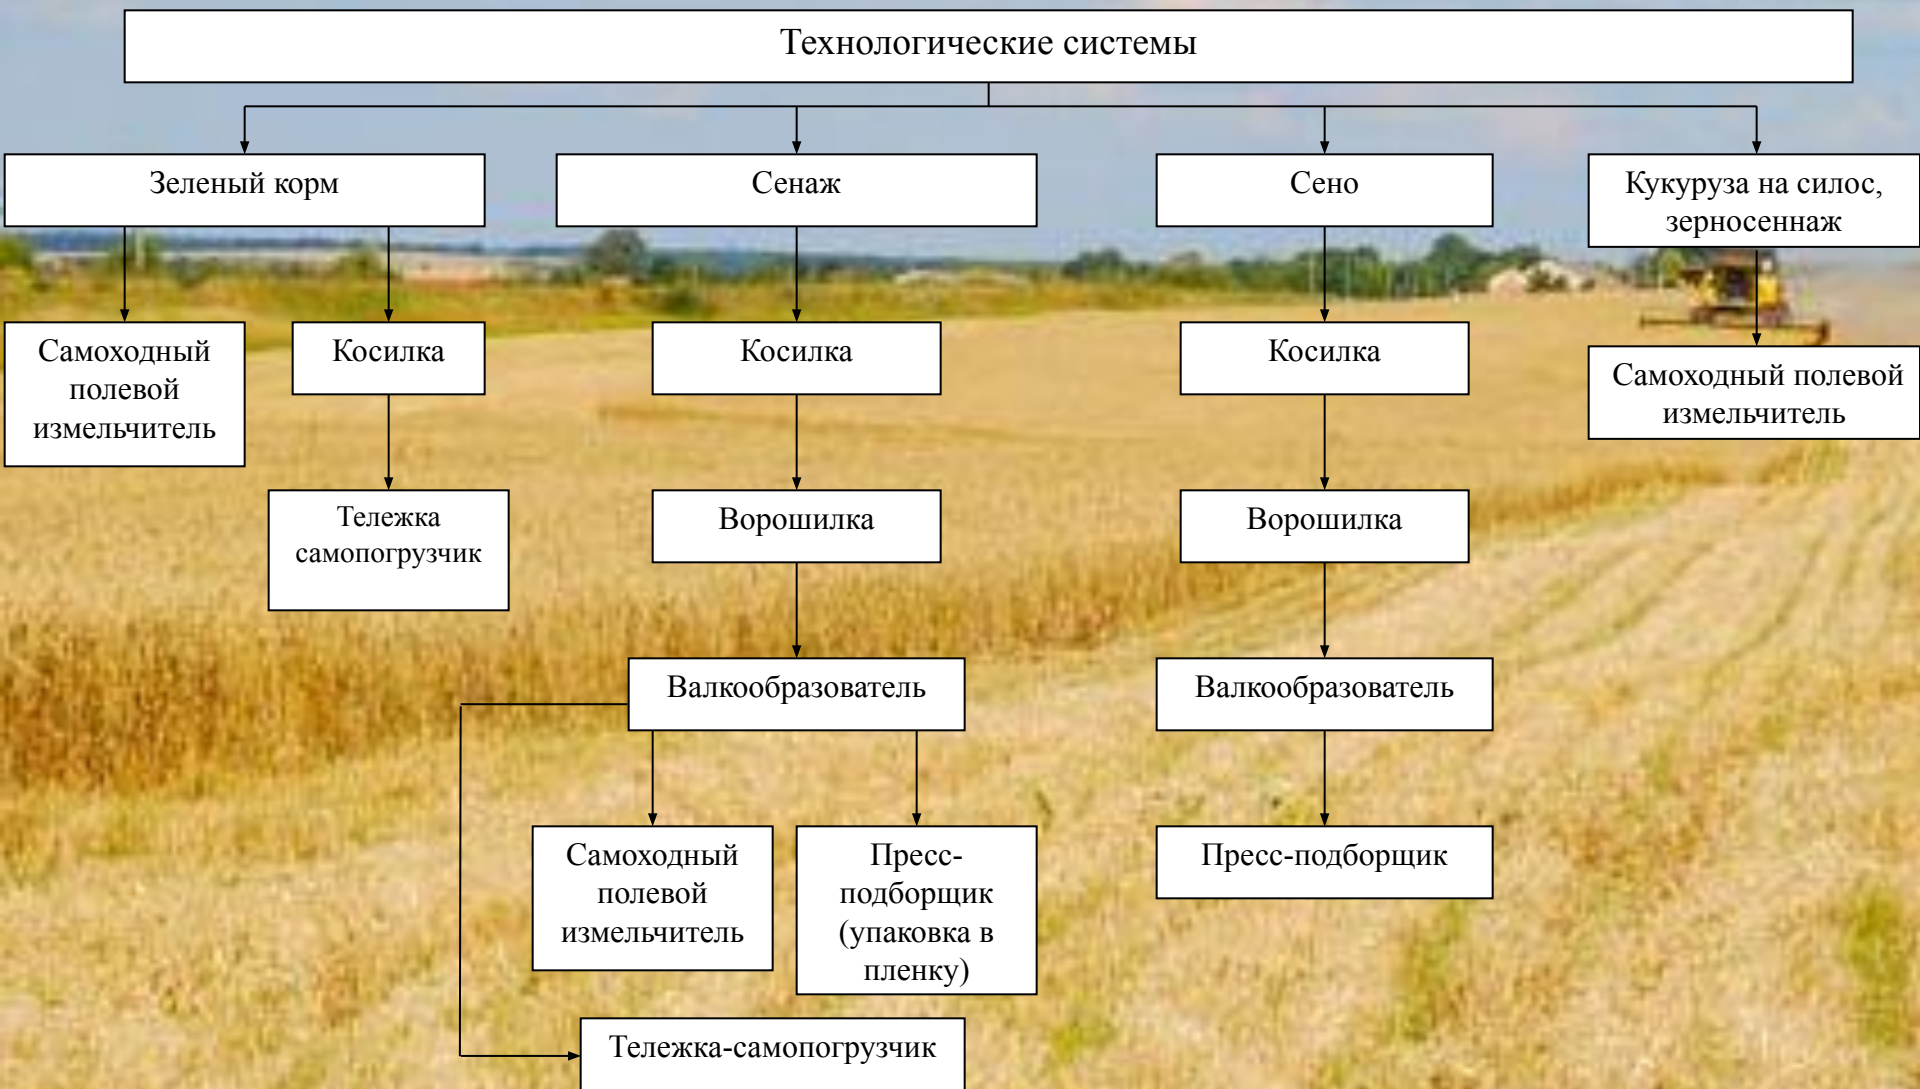 Технологические системы
Зеленый корм
Сенаж
Сено
Кукуруза на силос,
зерносеннаж
Самоходный
полевой
измельчитель
Косилка
Косилка
Косилка
Самоходный полевой
измельчитель
Тележка
самопогрузчик
Ворошилка
Ворошилка
Валкообразователь
Валкообразователь
Самоходный
полевой
измельчитель
Пресс-
подборщик
(упаковка в
пленку)
Пресс-подборщик
Тележка-самопогрузчик